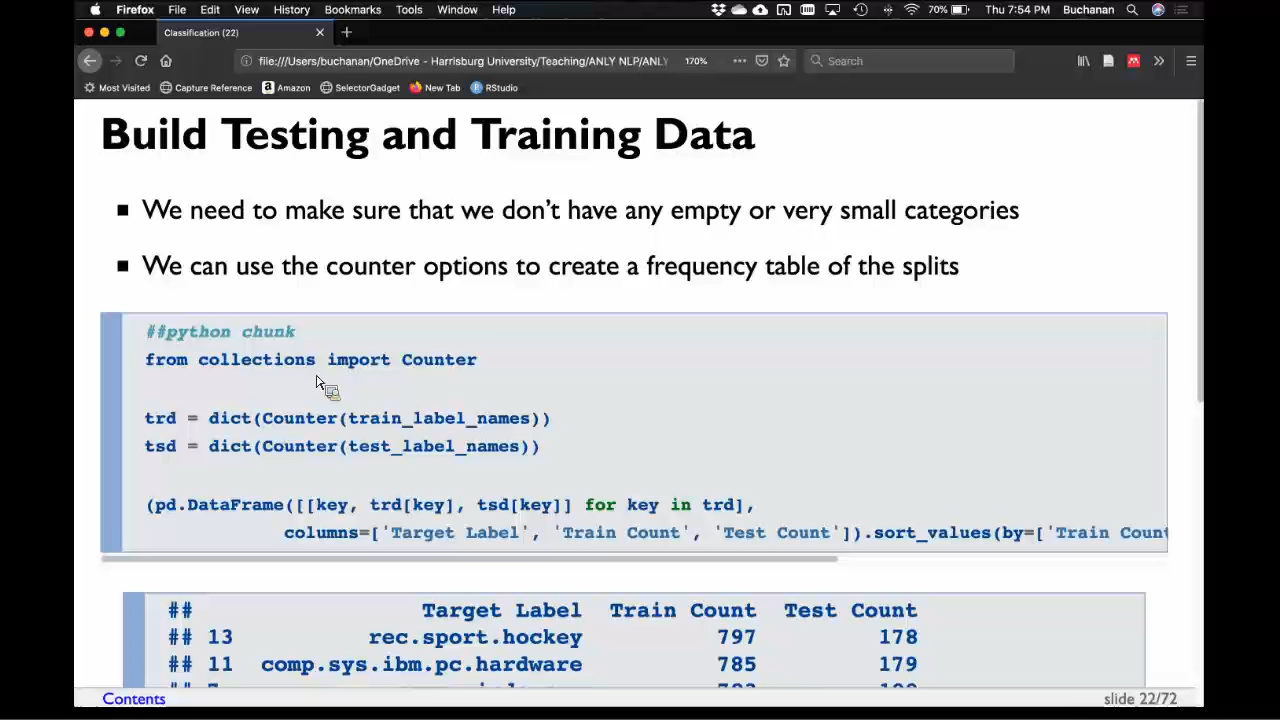 Firefox File Edit View History Bookmarks Tools Window Help 70% Thu 7:54 PM Buchanan
Classification (22)
file:///Users/buchanan/OneDrive - Harrisburg University/Teaching/ANLY NLP/ANLY 170% Search
Most Visited Capture Reference Amazon SelectorGadget New Tab RStudio
Build Testing and Training Data
We need to make sure that we don't have any empty or very small categories
We can use the counter options to create a frequency table of the splits
##python chunk
from collections import Counter
trd = dict(Counter(train_label_names))
tsd = dict(Counter(test_label_names))
(pd.DataFrame([[key, trd[key], tsd[key]] for key in trd],
columns=['Target Label', 'Train Count', 'Test Count']).sort_values(by=['Train Count
## Target Label Train Count Test Count
## 13 rec.sport.hockey 797 178
## 11 comp.sys.ibm.pc.hardware 785 179
Contents slide 22/72